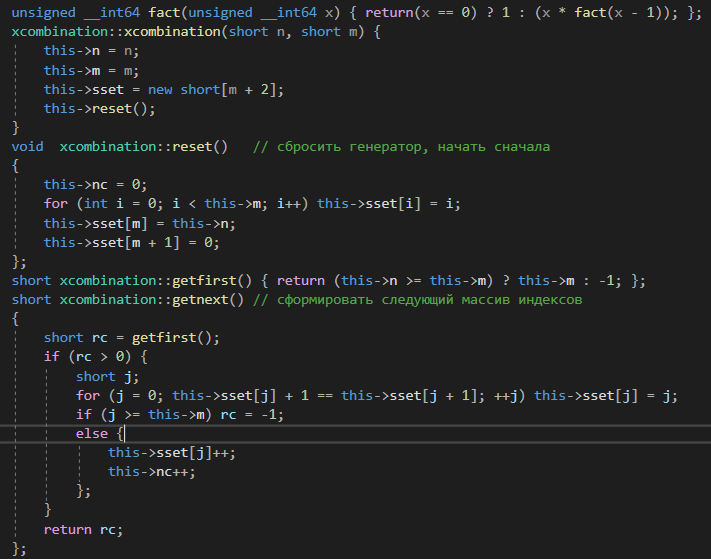 unsigned __int64 fact(unsigned __int64 x) { return(x == 0) ? 1 : (x * fact(x - 1)); };
xcombination::xcombination(short n, short m) {
    this->n = n;
    this->m = m;
    this->sset = new short[m + 2];
    this->reset();
}
void  xcombination::reset()   // сбросить генератор, начать сначала
{
    this->nc = 0;
    for (int i = 0; i < this->m; i++) this->sset[i] = i;
    this->sset[m] = this->n;
    this->sset[m + 1] = 0;
};
short xcombination::getfirst() { return (this->n >= this->m) ? this->m : -1; };
short xcombination::getnext() // сформировать следующий массив индексов
{
    short rc = getfirst();
    if (rc > 0) {
        short j;
        for (j = 0; this->sset[j] + 1 == this->sset[j + 1]; ++j) this->sset[j] = j;
        if (j >= this->m) rc = -1;
        else {
            this->sset[j]++;
            this->nc++;
        };
    }
    return rc;
};